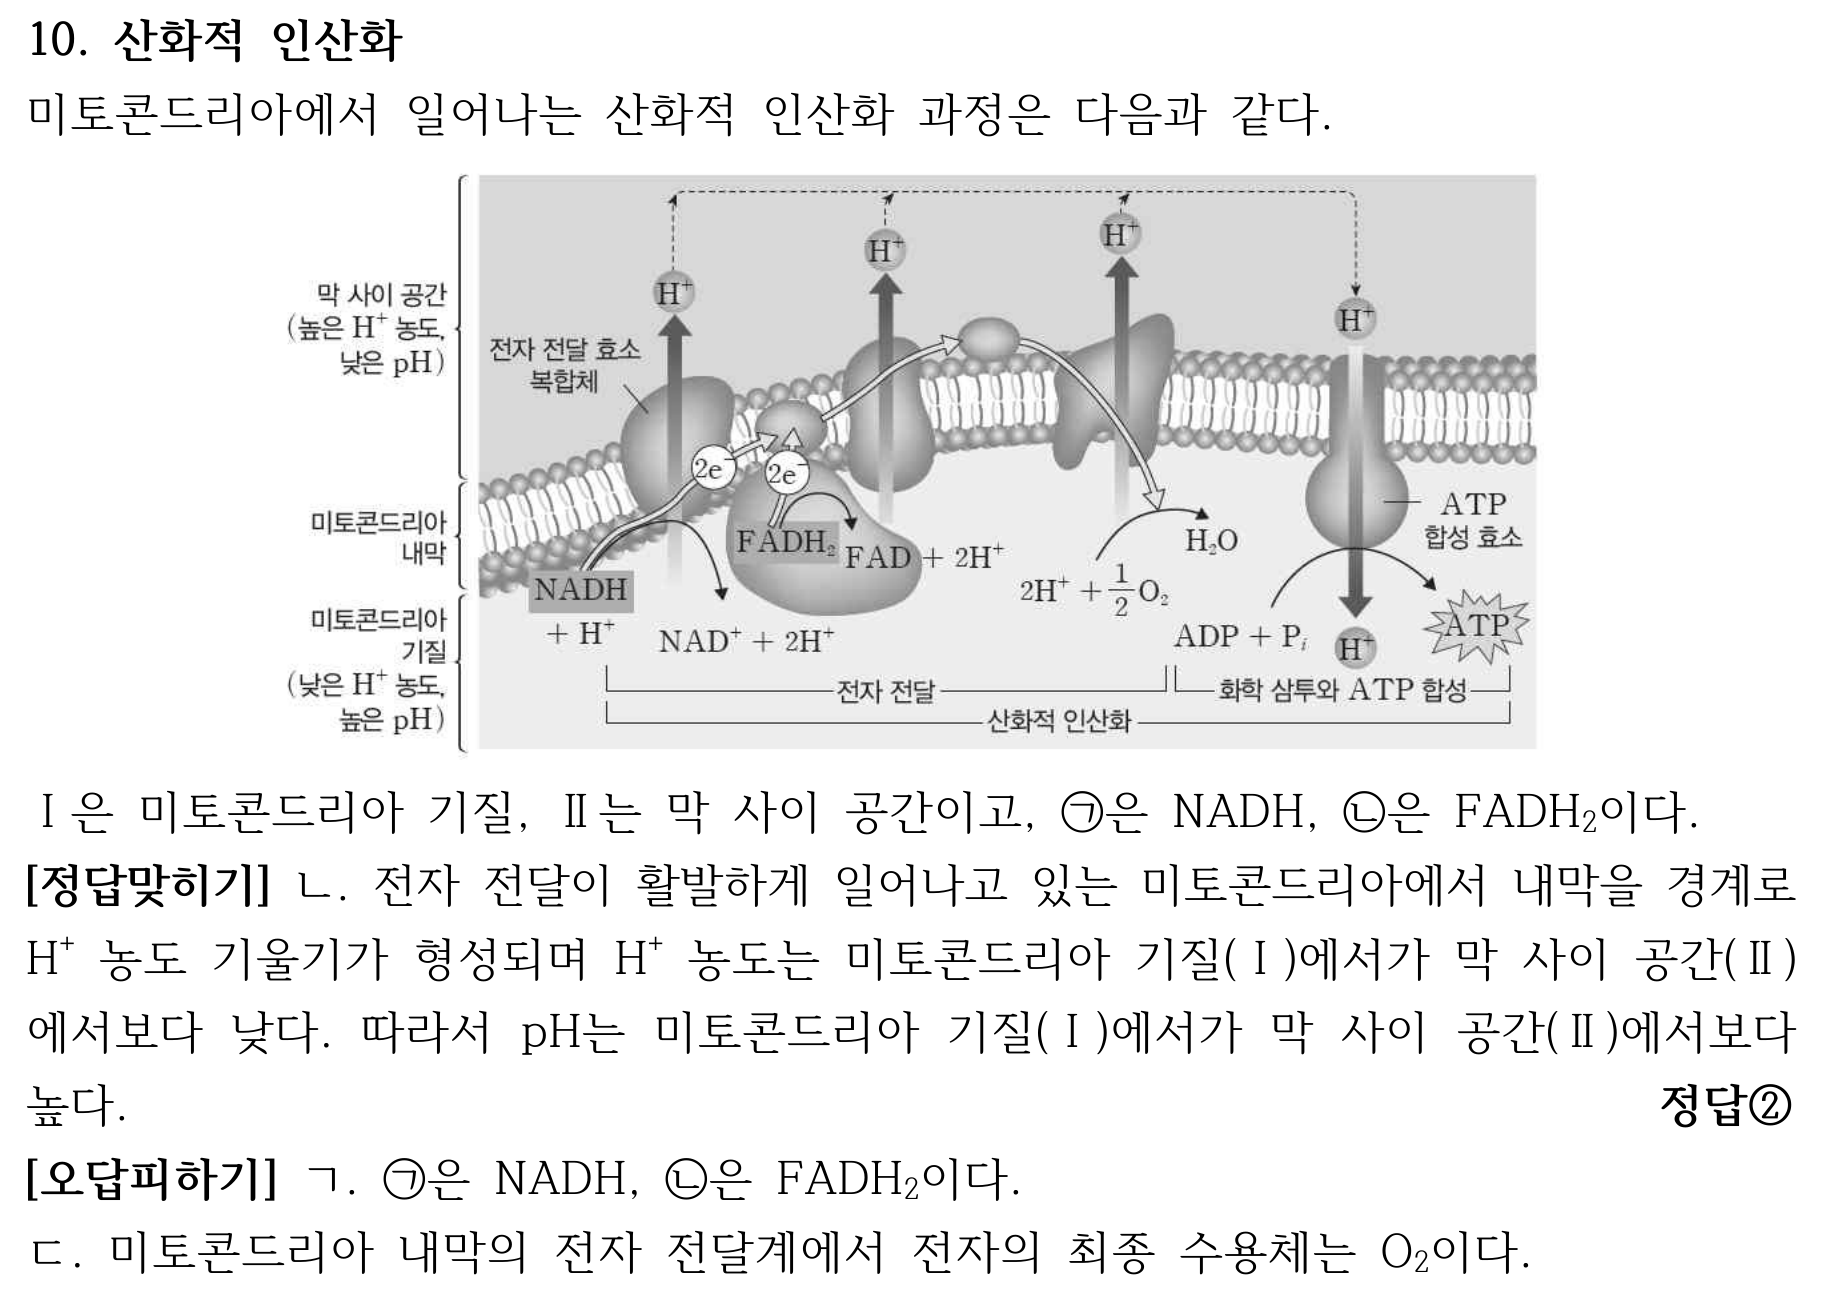 10. 산화적 인산화
미토콘드리아에서 일어나는 산화적 인산화 과정은 다음과 같다.
막 사이 공간
(높은 H⁺ 농도,
낮은 pH)
미토콘드리아
내막
미토콘드리아
기질
(낮은 H⁺ 농도,
높은 pH)
전자 전달 효소
복합체
H⁺
H⁺
H⁺
H⁺
2e⁻
2e⁻
NADH
+ H⁺
NAD⁺ + 2H⁺
FADH₂
FAD + 2H⁺
2H⁺ + 1/2 O₂
H₂O
ATP
합성 효소
ADP + Pᵢ
H⁺
ATP
전자 전달
화학 삼투와 ATP 합성
산화적 인산화
Ⅰ은 미토콘드리아 기질, Ⅱ는 막 사이 공간이고, ㉠은 NADH, ㉡은 FADH₂이다.
[정답맞히기] ㄴ. 전자 전달이 활발하게 일어나고 있는 미토콘드리아에서 내막을 경계로
H⁺ 농도 기울기가 형성되며 H⁺ 농도는 미토콘드리아 기질(Ⅰ)에서가 막 사이 공간(Ⅱ)
에서보다 낮다. 따라서 pH는 미토콘드리아 기질(Ⅰ)에서가 막 사이 공간(Ⅱ)에서보다
높다. 정답②
[오답피하기] ㄱ. ㉠은 NADH, ㉡은 FADH₂이다.
ㄷ. 미토콘드리아 내막의 전자 전달계에서 전자의 최종 수용체는 O₂이다.